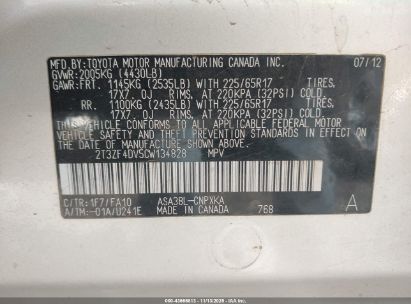 MFD.BY:TOYOTA MOTOR MANUFACTURING CANADA INC. 07/12
GVWR:2005KG (4430LB)
GAWR:FRT. 1145KG (2535LB) WITH 225/65R17 TIRES,
17X7.0J RIMS, AT 220KPA (32PSI) COLD.
RR. 1100KG (2435LB) WITH 225/65R17 TIRES,
17X7.0J RIMS, AT 220KPA (32PSI) COLD.
THIS VEHICLE CONFORMS TO ALL APPLICABLE FEDERAL MOTOR
VEHICLE SAFETY AND THEFT PREVENTION STANDARDS IN EFFECT ON
THE DATE OF MANUFACTURE SHOWN ABOVE.
2T3ZF4DV5CW134828 MPV
C/TR:1F7/FA10 ASA38L-CNPXKA
A/TM:-01A/U241E MADE IN CANADA 768 A